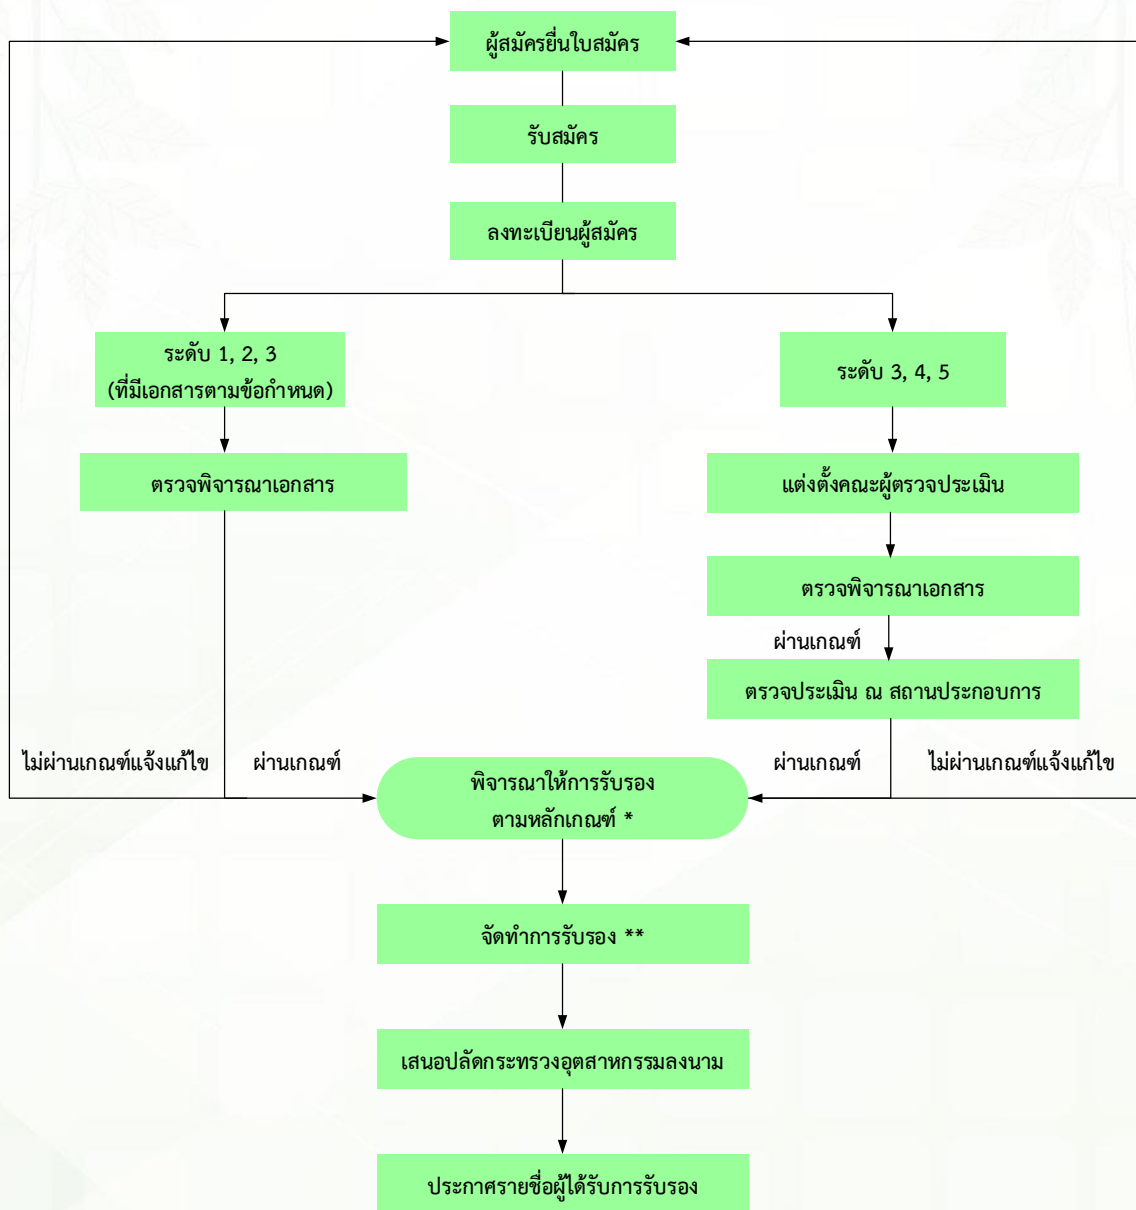 ผู้สมัครยื่นใบสมัคร
รับสมัคร
ลงทะเบียนผู้สมัคร
ระดับ 1, 2, 3
(ที่มีเอกสารตามข้อกำหนด)
ระดับ 3, 4, 5
ตรวจพิจารณาเอกสาร
แต่งตั้งคณะผู้ตรวจประเมิน
ตรวจพิจารณาเอกสาร
ผ่านเกณฑ์
ตรวจประเมิน ณ สถานประกอบการ
ไม่ผ่านเกณฑ์แจ้งแก้ไข
ผ่านเกณฑ์
ผ่านเกณฑ์
ไม่ผ่านเกณฑ์แจ้งแก้ไข
พิจารณาให้การรับรอง
ตามหลักเกณฑ์ *
จัดทำการรับรอง **
เสนอปลัดกระทรวงอุตสาหกรรมลงนาม
ประกาศรายชื่อผู้ได้รับการรับรอง